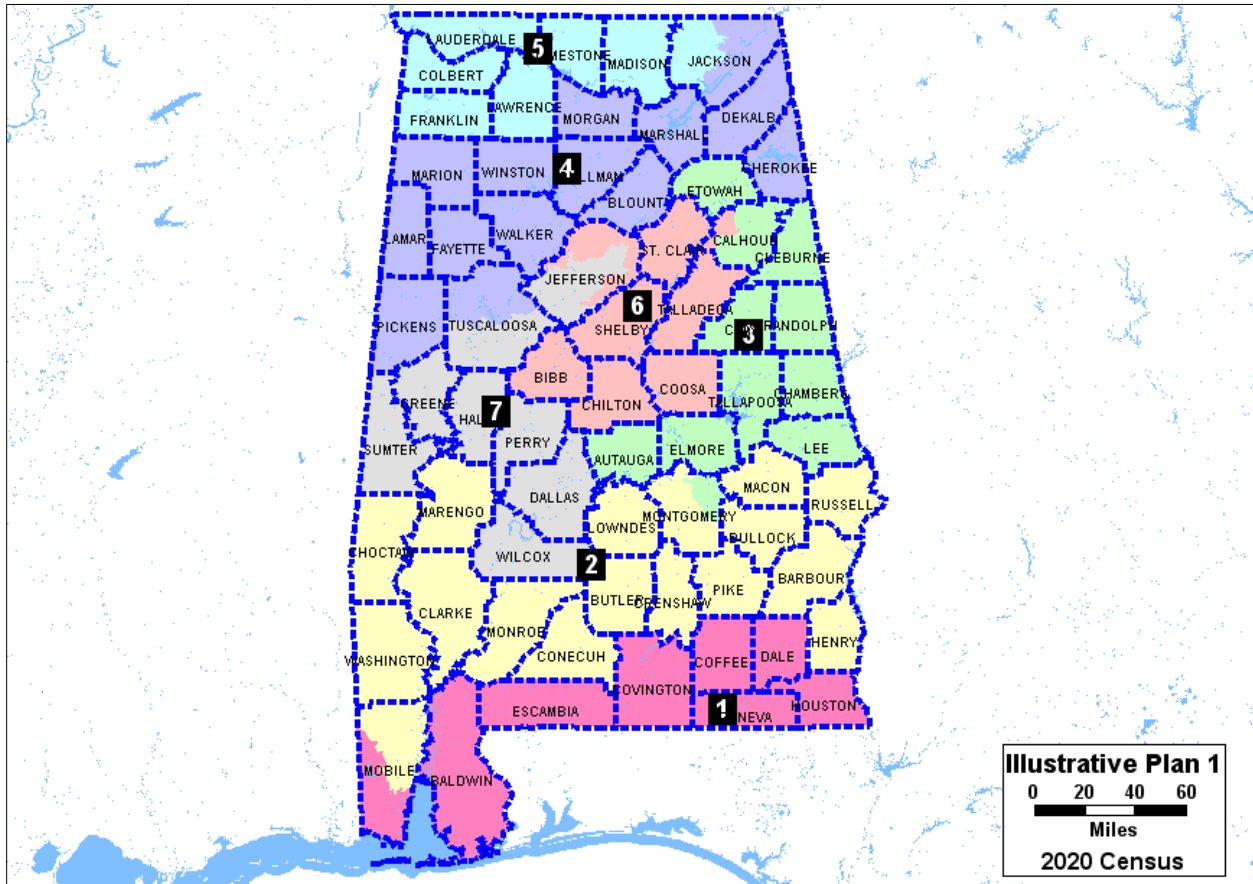 LAUDERDALE
5
MESTONE
MADISON
JACKSON
COLBERT
LAWRENCE
FRANKLIN
MORGAN
MARSHALL
DEKALB
MARION
WINSTON
4
LLMAN
CHEROKEE
ETOWAH
BLOUNT
LAMAR
FAYETTE
WALKER
CALHOUN
ST. CLAIR
CLEBURNE
JEFFERSON
6
TALLADEGA
PICKENS
TUSCALOOSA
SHELBY
C
3
RANDOLPH
BIBB
COOSA
GREENE
7
HAL
CHILTON
TALLAPOOSA
CHAMBERS
SUMTER
PERRY
AUTAUGA
ELMORE
LEE
MARENGO
DALLAS
MACON
LOWNDES
MONTGOMERY
RUSSELL
CHOCTAW
WILCOX
2
BULLOCK
CLARKE
BUTLER
CRENSHAW
PIKE
BARBOUR
WASHINGTON
MONROE
CONECUH
HENRY
COFFEE
DALE
COVINGTON
ESCAMBIA
1
NEVA
HOUSTON
MOBILE
BALDWIN
Illustrative Plan 1
0 20 40 60
Miles
2020 Census